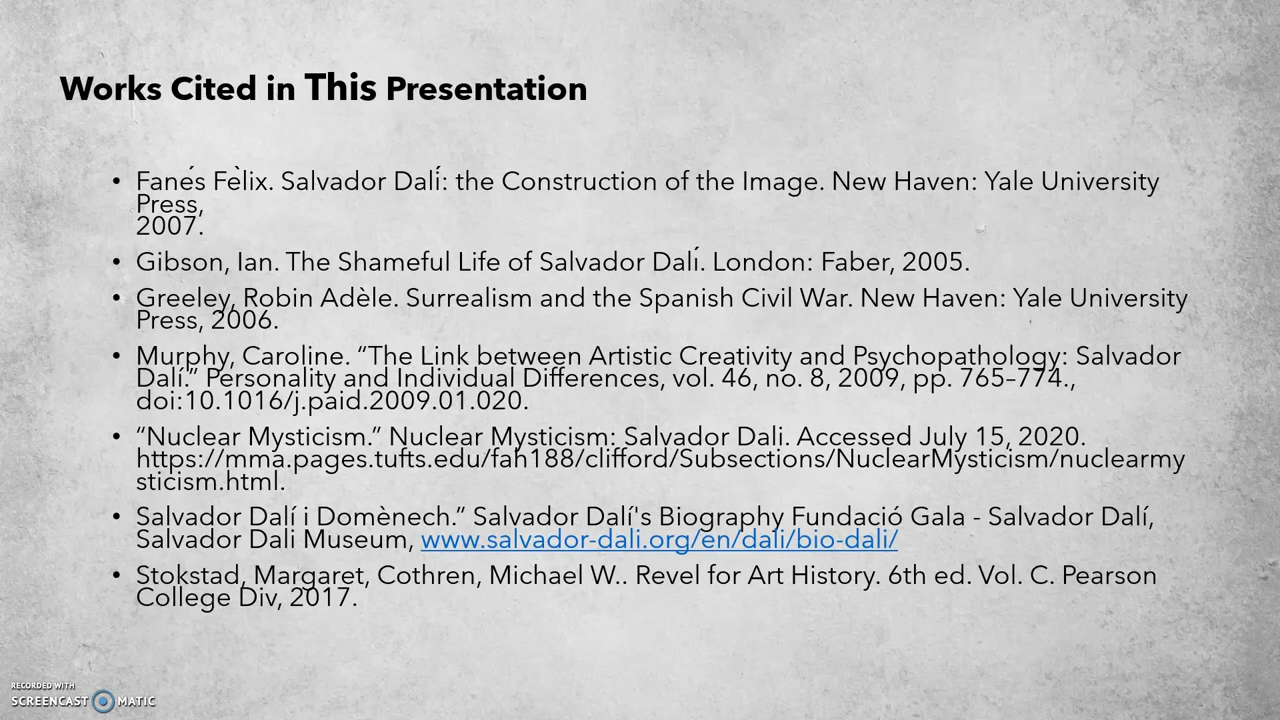 Works Cited in This Presentation
• Fanés Fèlix. Salvador Dalí: the Construction of the Image. New Haven: Yale University
Press,
2007.
• Gibson, Ian. The Shameful Life of Salvador Dalí. London: Faber, 2005.
• Greeley, Robin Adèle. Surrealism and the Spanish Civil War. New Haven: Yale University
Press, 2006.
• Murphy, Caroline. “The Link between Artistic Creativity and Psychopathology: Salvador
Dalí.” Personality and Individual Differences, vol. 46, no. 8, 2009, pp. 765–774.,
doi:10.1016/j.paid.2009.01.020.
• “Nuclear Mysticism.” Nuclear Mysticism: Salvador Dali. Accessed July 15, 2020.
https://mma.pages.tufts.edu/fah188/clifford/Subsections/NuclearMysticism/nuclearmy
sticism.html.
• Salvador Dalí i Domènech.” Salvador Dalí's Biography Fundació Gala - Salvador Dalí,
Salvador Dali Museum, www.salvador-dali.org/en/dali/bio-dali/
• Stokstad, Margaret, Cothren, Michael W.. Revel for Art History. 6th ed. Vol. C. Pearson
College Div, 2017.
RECORDED WITH
SCREENCAST MATIC